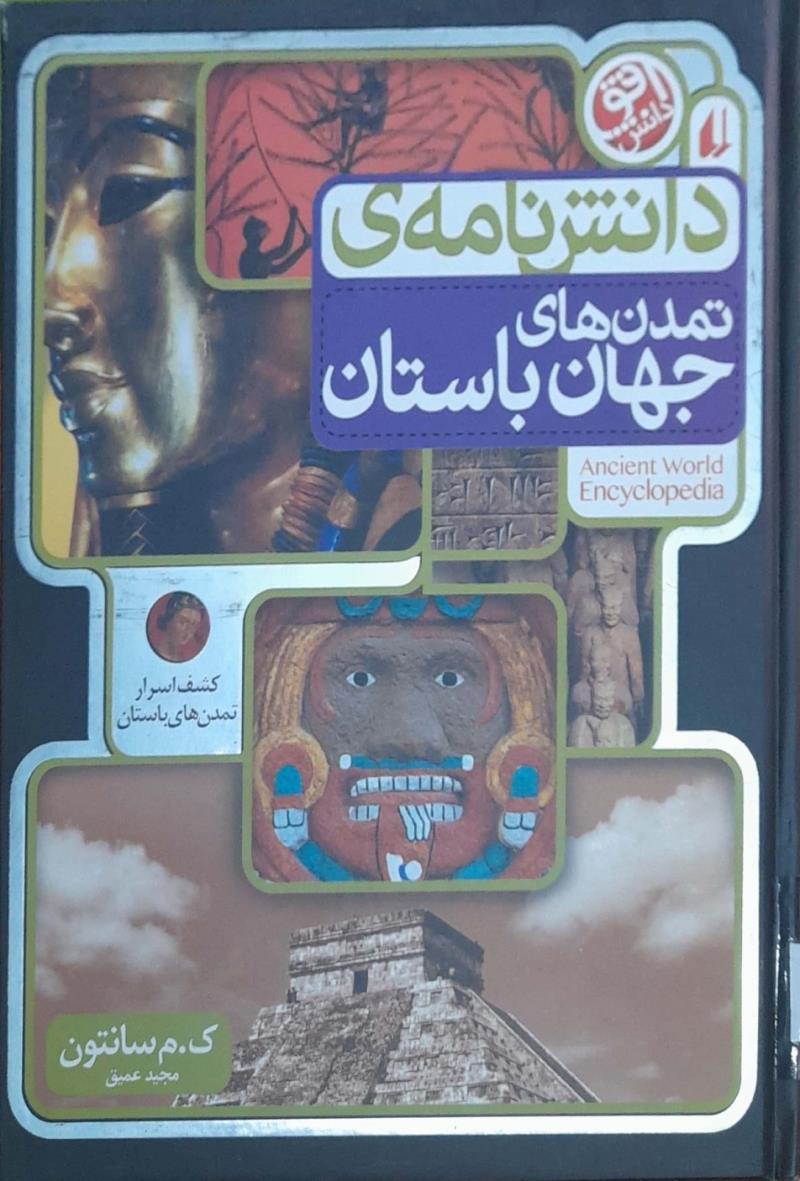 افق
دانش
دانش‌نامه‌ی
تمدن‌های
جهان باستان
Ancient World
Encyclopedia
کشف اسرار
تمدن‌های باستان
ک.م سانتون
مجید عمیق